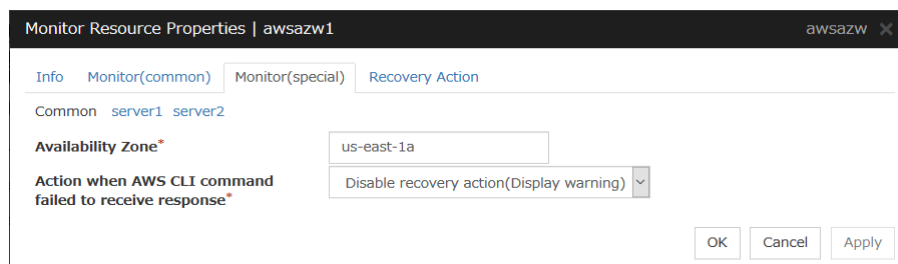 Monitor Resource Properties | awsazw1 awsazw ×
Info Monitor(common) Monitor(special) Recovery Action
Common server1 server2
Availability Zone* us-east-1a
Action when AWS CLI command
failed to receive response* Disable recovery action(Display warning)
OK Cancel Apply